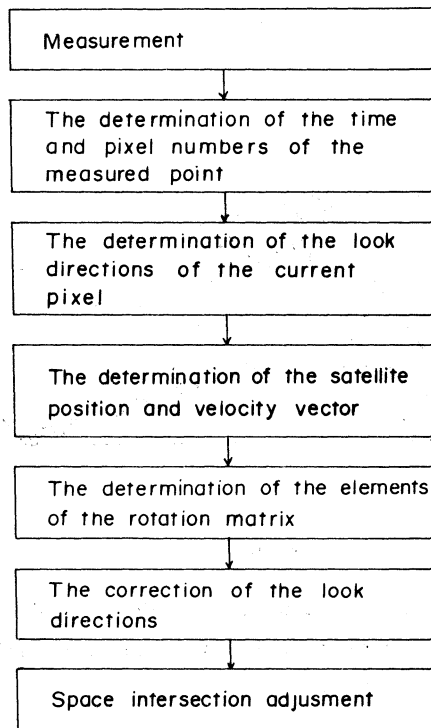 Measurement
The determination of the time
and pixel numbers of the
measured point
The determination of the look
directions of the current
pixel
The determination of the satellite
position and velocity vector
The determination of the elements
of the rotation matrix
The correction of the look
directions
Space intersection adjusment